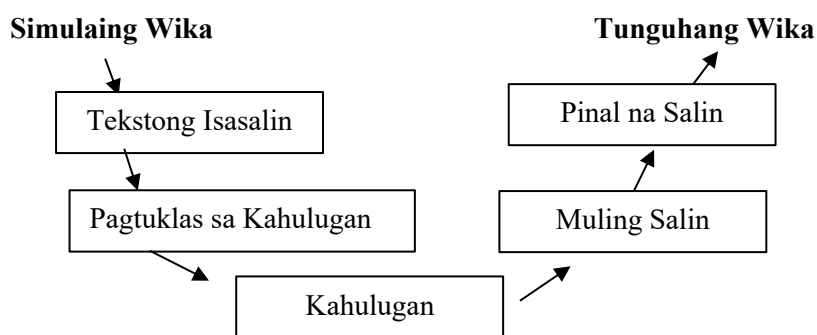 Simulaing Wika
Tunguhang Wika
Tekstong Isasalin
Pinal na Salin
Pagtuklas sa Kahulugan
Muling Salin
Kahulugan